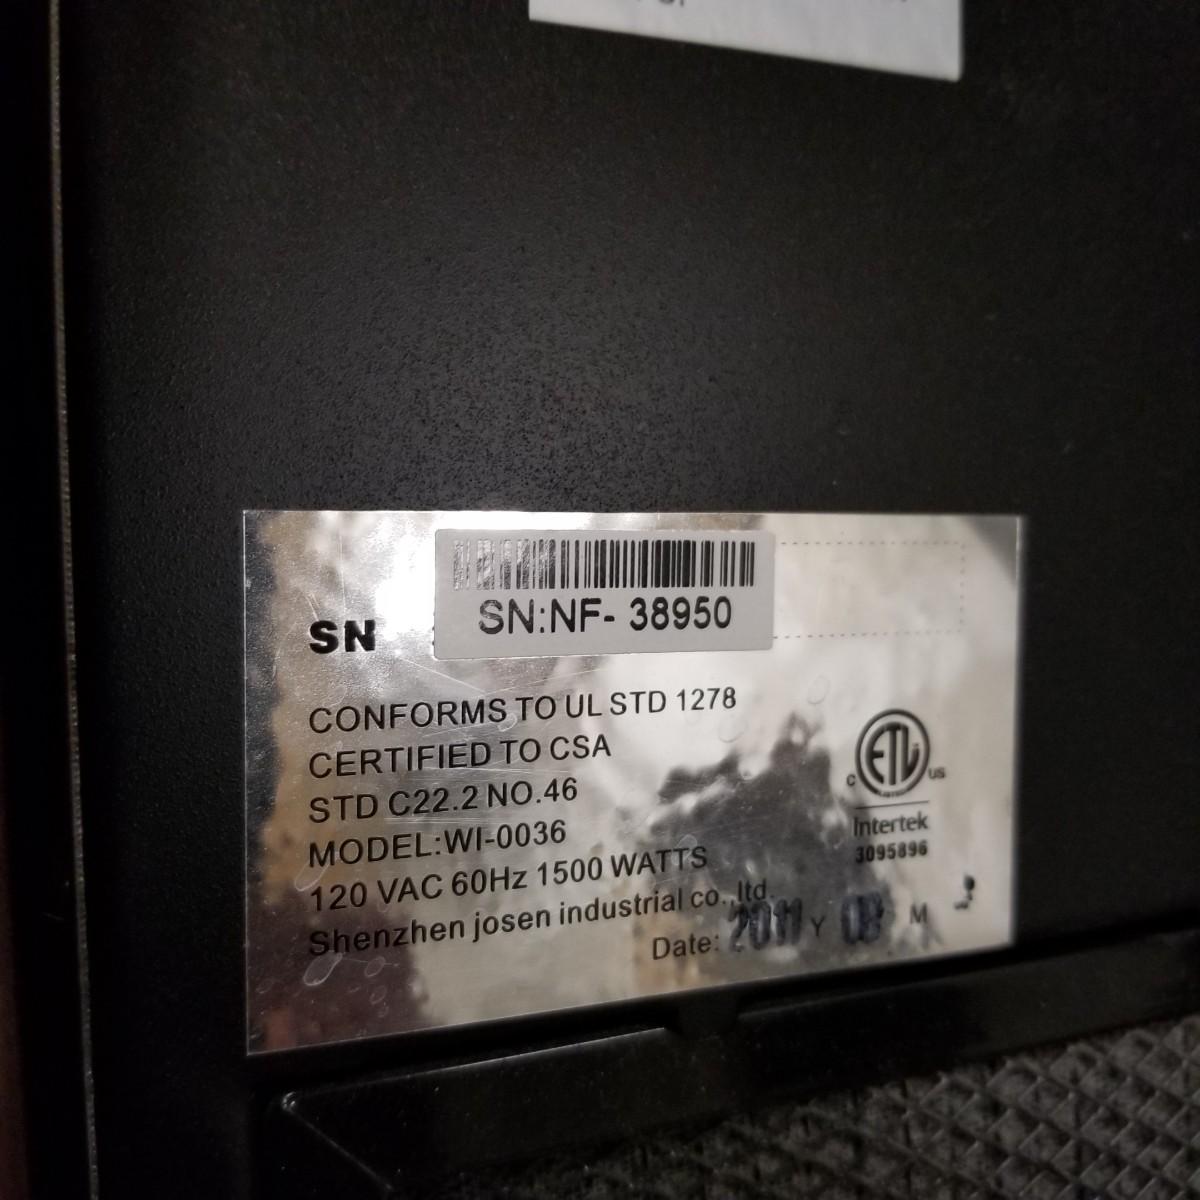 SN:NF- 38950
SN
CONFORMS TO UL STD 1278
CERTIFIED TO CSA
STD C22.2 NO.46
MODEL:WI-0036
120 VAC 60Hz 1500 WATTS
Shenzhen josen industrial co.,ltd.
Date: 2011 Y M
ETL
C US
Intertek
3095896